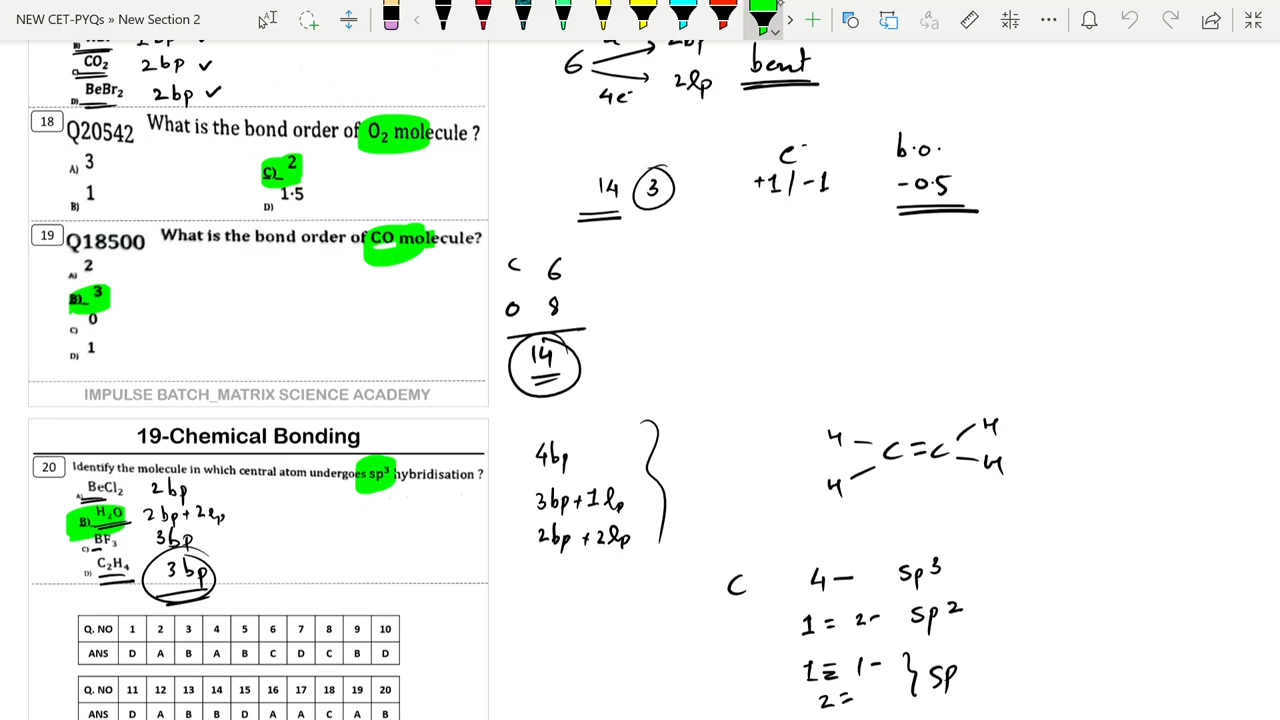 NEW CET-PYQs » New Section 2
CO₂ 2bp ✓
D) BeBr₂ 2bp ✓
6
4e⁻ 2lp
bent
18 Q20542 What is the bond order of O₂ molecule ?
A) 3
C) 2
B) 1
D) 1·5
14 3
e⁻
+1/-1
b.o.
-0.5
19 Q18500 What is the bond order of CO molecule?
A) 2
B) 3
C) 0
D) 1
C 6
O 8
14
IMPULSE BATCH_MATRIX SCIENCE ACADEMY
19-Chemical Bonding
20 Identify the molecule in which central atom undergoes sp³ hybridisation ?
A) BeCl₂ 2bp
B) H₂O 2bp+2lp
C) BF₃ 3bp
D) C₂H₄ 3bp
4bp
3bp+1lp
2bp+2lp
H H
C=C
H H
C 4− sp³
1= 2− sp²
1≡ 1− } sp
2=
Q. NO 1 2 3 4 5 6 7 8 9 10
ANS D A B A B C D C B D
Q. NO 11 12 13 14 15 16 17 18 19 20
ANS D A B B D A A C A B